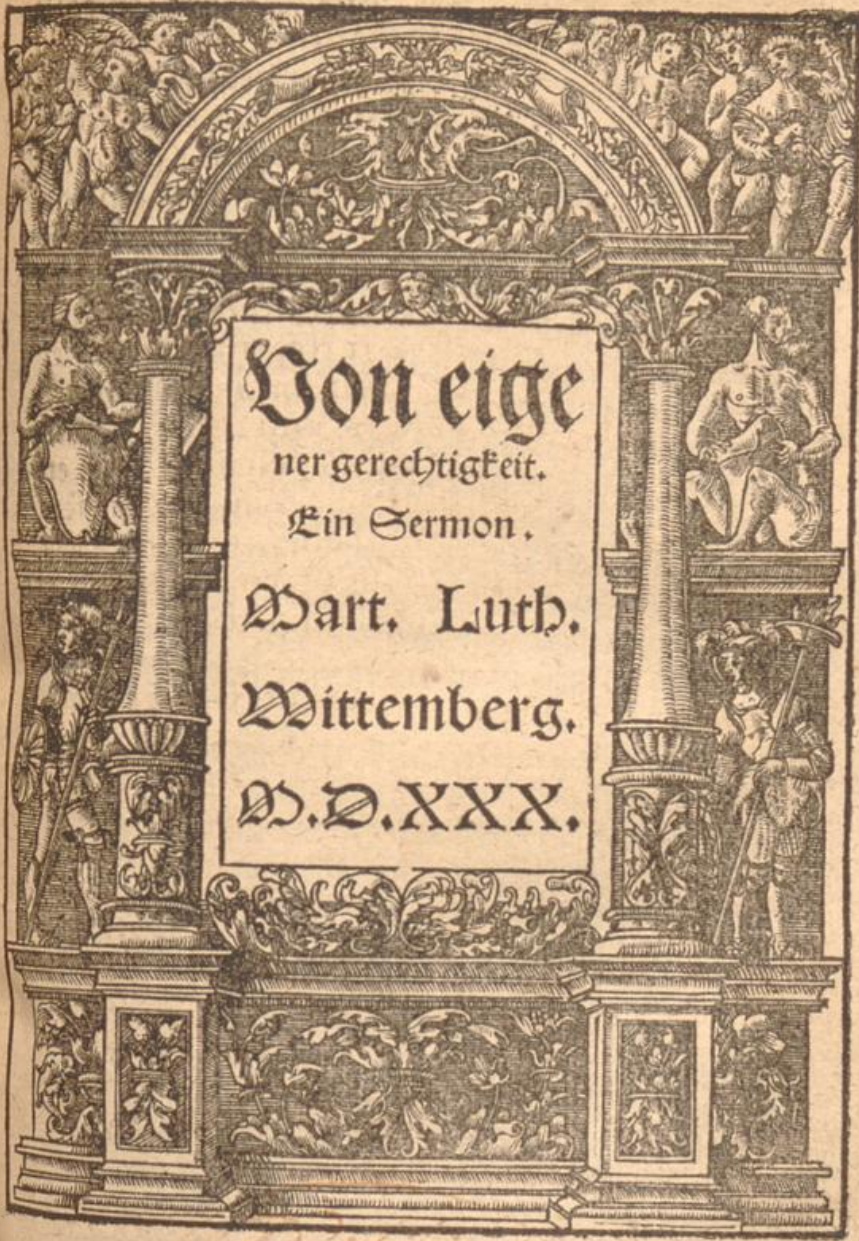 Von eige
ner gerechtigkeit.
Ein Sermon.
Mart. Luth.
Wittemberg.
M.D.XXX.